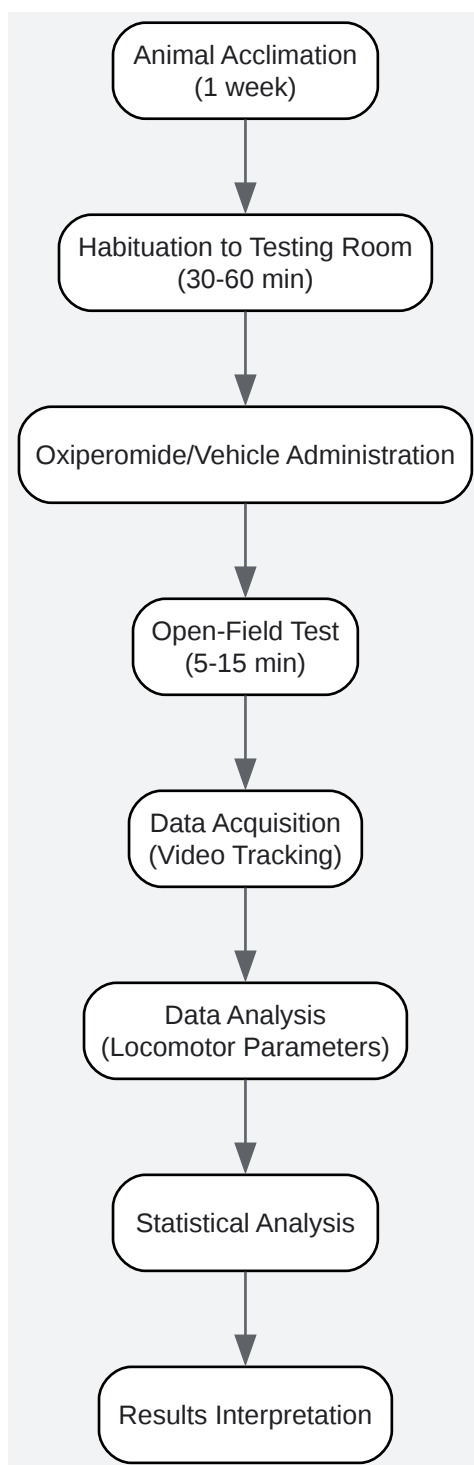 Animal Acclimation
(1 week)
Habituation to Testing Room
(30-60 min)
Oxiperomide/Vehicle Administration
Open-Field Test
(5-15 min)
Data Acquisition
(Video Tracking)
Data Analysis
(Locomotor Parameters)
Statistical Analysis
Results Interpretation